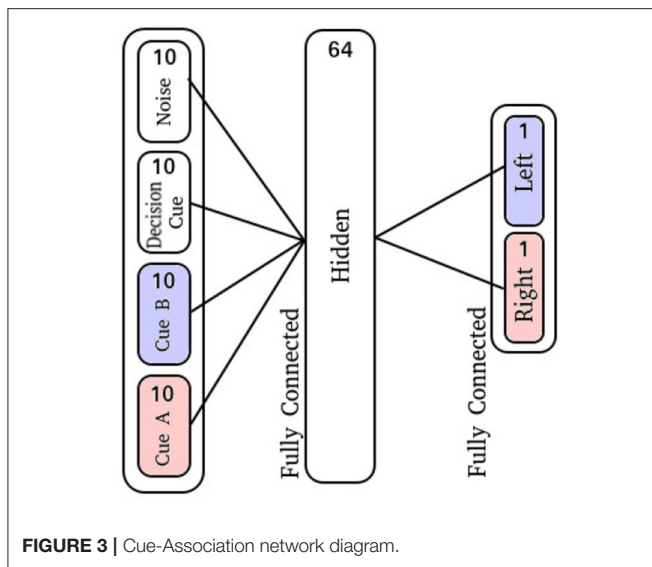 10
Noise
10
Decision
Cue
10
Cue B
10
Cue A
Fully Connected
64
Hidden
Fully Connected
1
Left
1
Right
FIGURE 3 | Cue-Association network diagram.